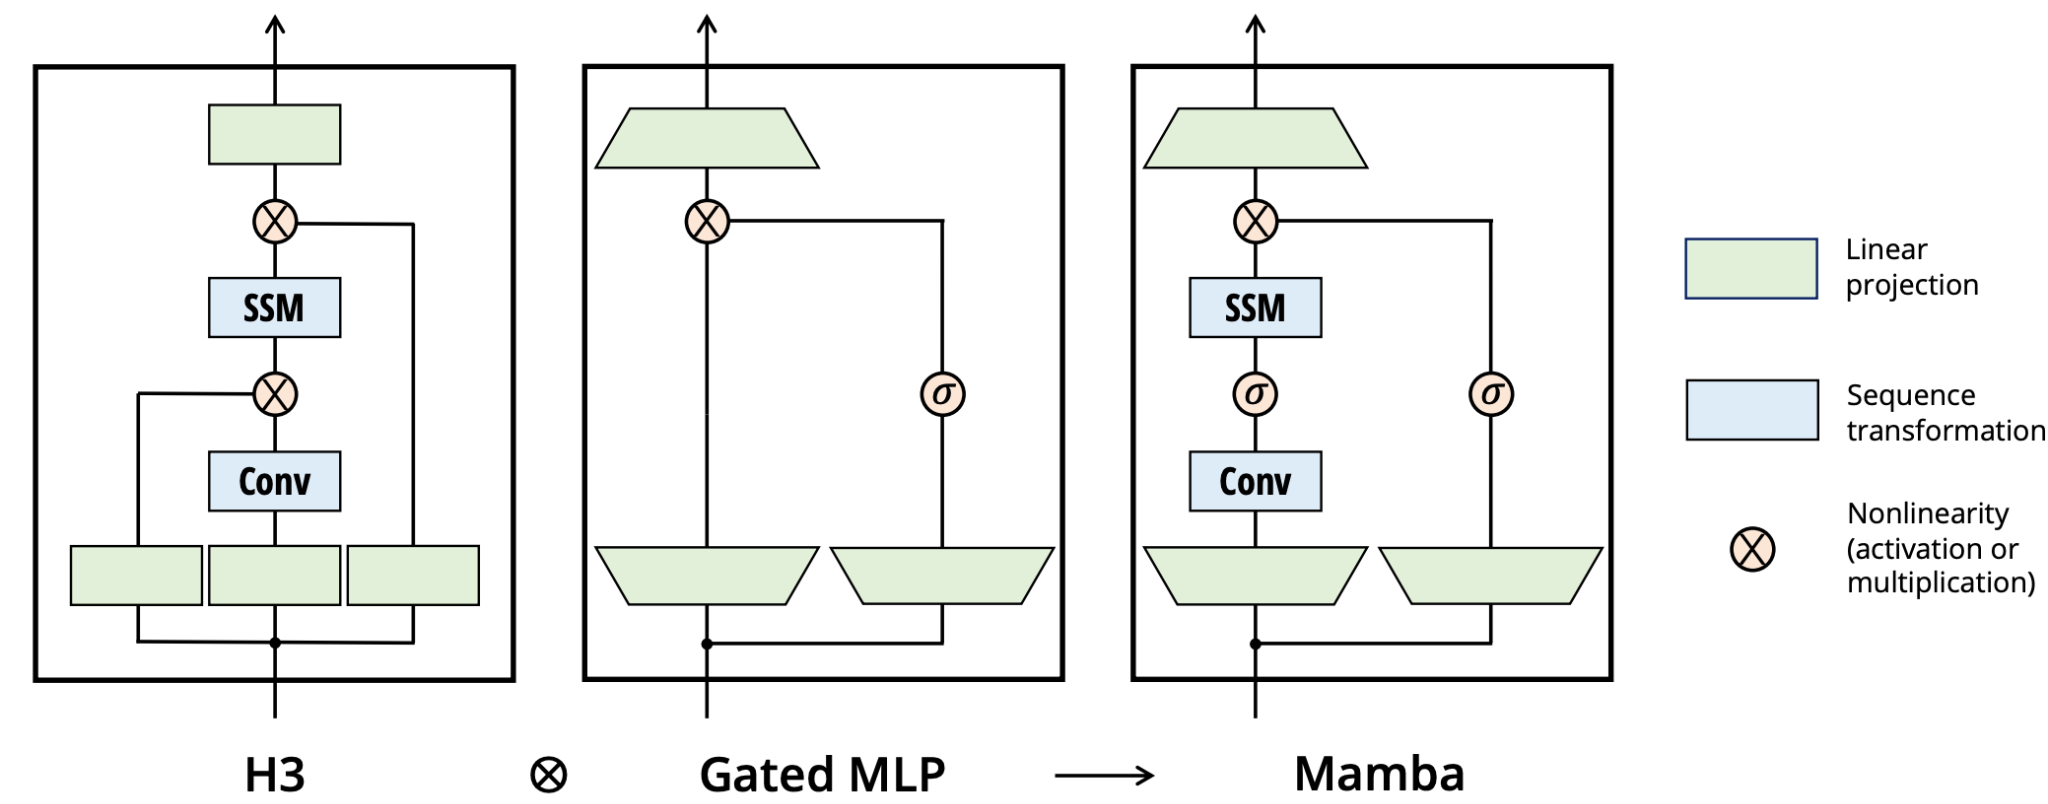 SSM
Conv
σ
SSM
σ
σ
Conv
Linear
projection
Sequence
transformation
Nonlinearity
(activation or
multiplication)
H3 ⊗ Gated MLP → Mamba